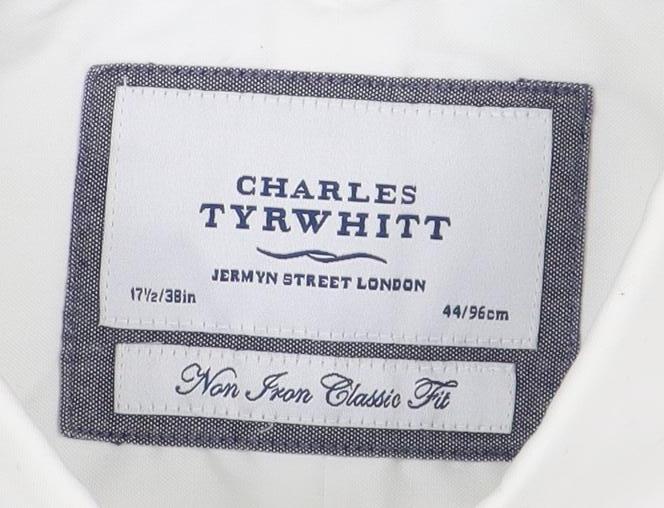 CHARLES
TYRWHITT
JERMYN STREET LONDON
17½/38in
44/96cm
Non Iron Classic Fit